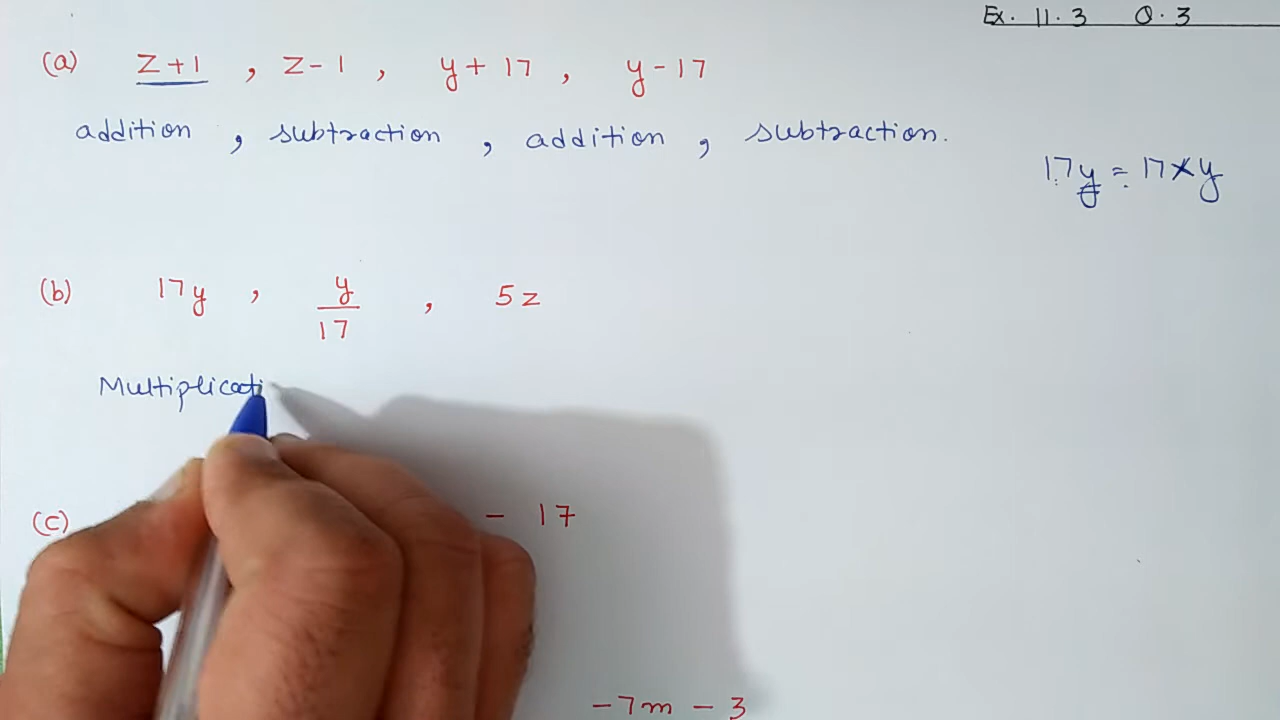 Ex. 11.3 Q.3
(a) z+1 , z-1 , y+17 , y-17
addition , subtraction , addition , subtraction.
17y = 17×y
(b) 17y , y/17 , 5z
Multiplicati
(c) - 17
-7m - 3